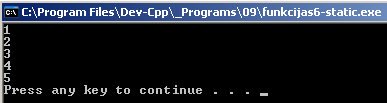 C:\Program Files\Dev-Cpp\_Programs\09\funkcijas6-static.exe
1
2
3
4
5
Press any key to continue . . . _